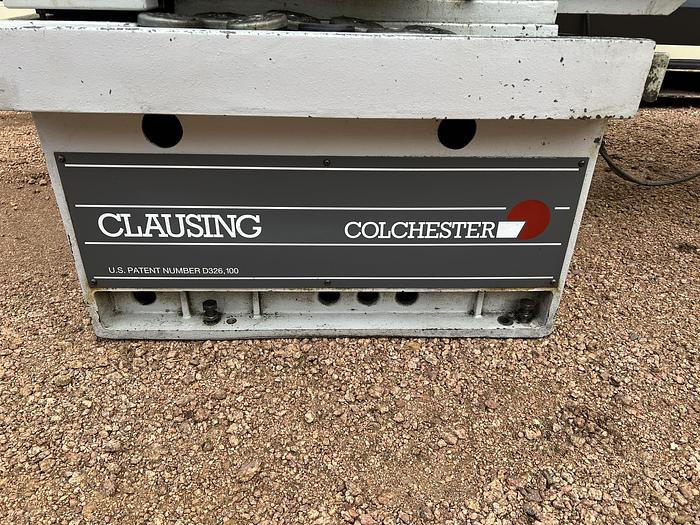 CLAUSING COLCHESTER
U.S. PATENT NUMBER D326,100